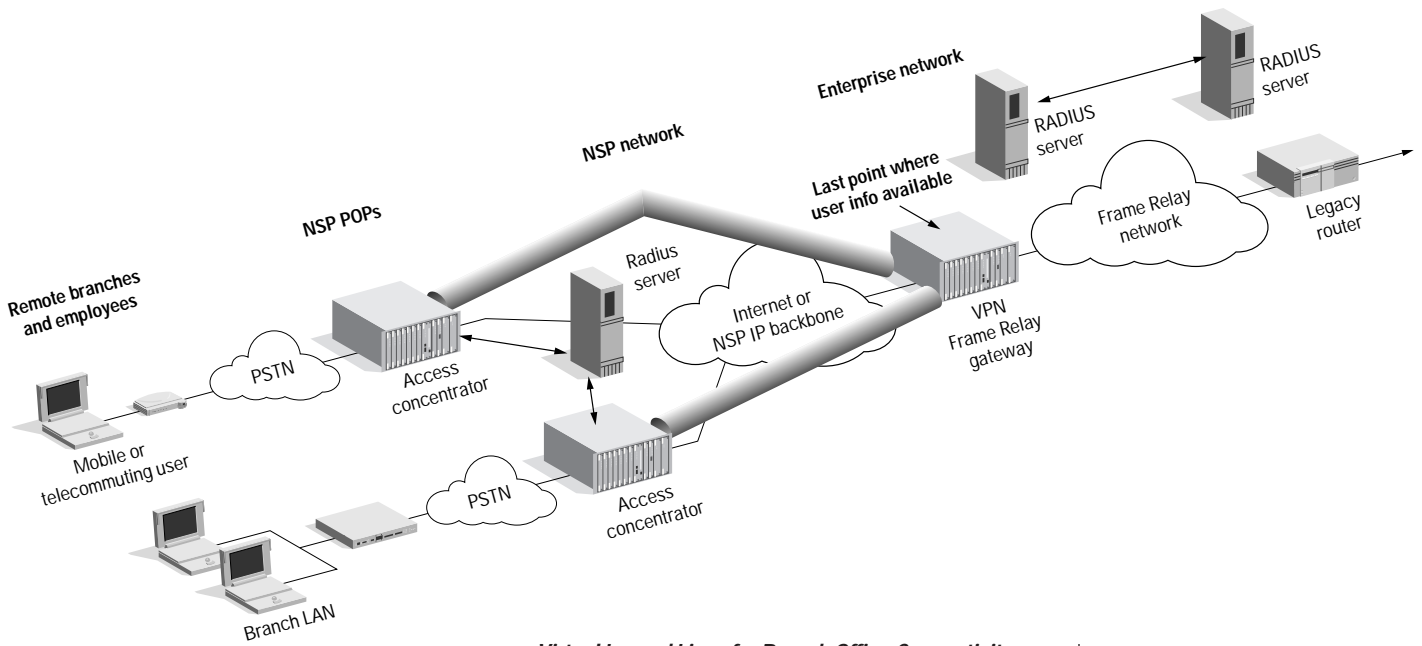 Enterprise network
RADIUS
server
RADIUS
server
NSP network
Last point where
user info available
NSP POPs
Frame Relay
network
Legacy
router
Radius
server
Remote branches
and employees
Internet or
NSP IP backbone
VPN
Frame Relay
gateway
PSTN
Access
concentrator
Mobile or
telecommuting user
PSTN
Access
concentrator
Branch LAN